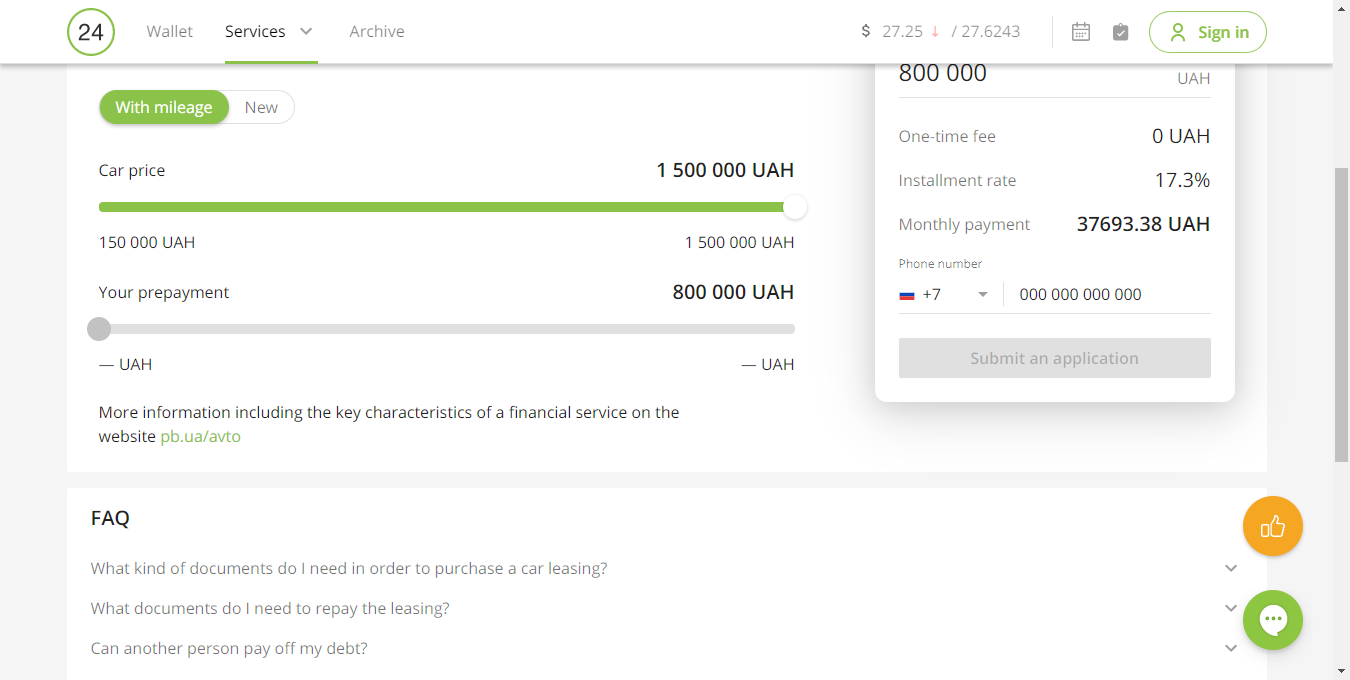 24 Wallet Services Archive $ 27.25 ↓ / 27.6243 Sign in
800 000 UAH
With mileage New
One-time fee 0 UAH
Car price 1 500 000 UAH
Installment rate 17.3%
150 000 UAH 1 500 000 UAH
Monthly payment 37693.38 UAH
Phone number
Your prepayment 800 000 UAH
+7 000 000 000 000
— UAH — UAH
Submit an application
More information including the key characteristics of a financial service on the
website pb.ua/avto
FAQ
What kind of documents do I need in order to purchase a car leasing?
What documents do I need to repay the leasing?
Can another person pay off my debt?